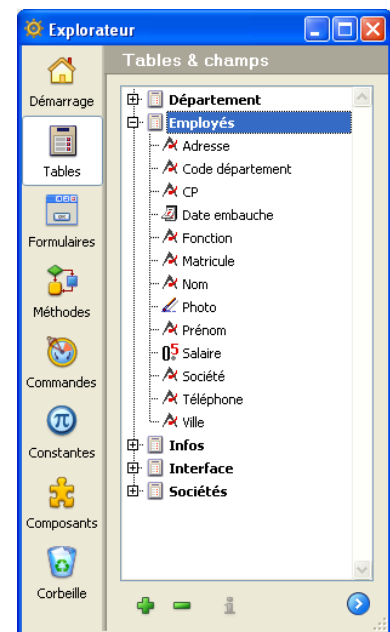 Explorateur
Tables & champs
Démarrage
Tables
Formulaires
Méthodes
Commandes
Constantes
Composants
Corbeille
Département
Employés
Adresse
Code département
CP
Date embauche
Fonction
Matricule
Nom
Photo
Prénom
Salaire
Société
Téléphone
Ville
Infos
Interface
Sociétés